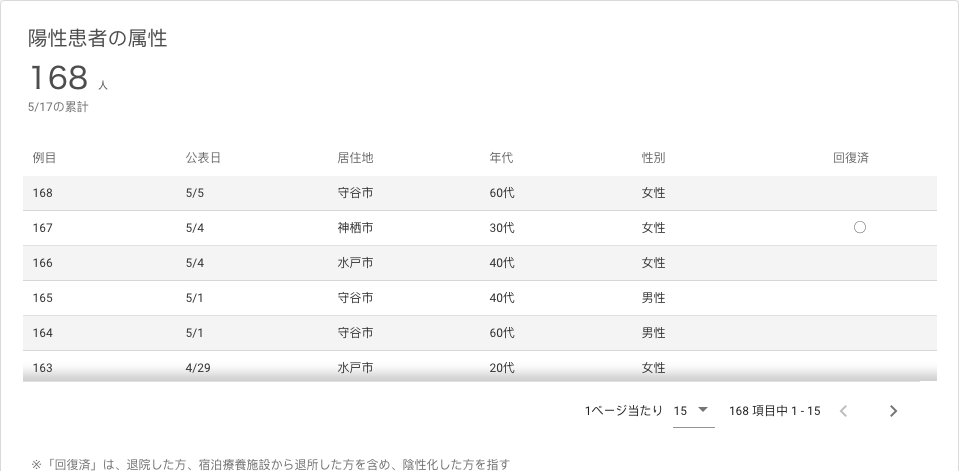 陽性患者の属性
168 人
5/17の累計
例目 公表日 居住地 年代 性別 回復済
168 5/5 守谷市 60代 女性
167 5/4 神栖市 30代 女性 〇
166 5/4 水戸市 40代 女性
165 5/1 守谷市 40代 男性
164 5/1 守谷市 60代 男性
163 4/29 水戸市 20代 女性
1ページ当たり 15 168 項目中 1 - 15
※「回復済」は、退院した方、宿泊療養施設から退所した方を含め、陰性化した方を指す